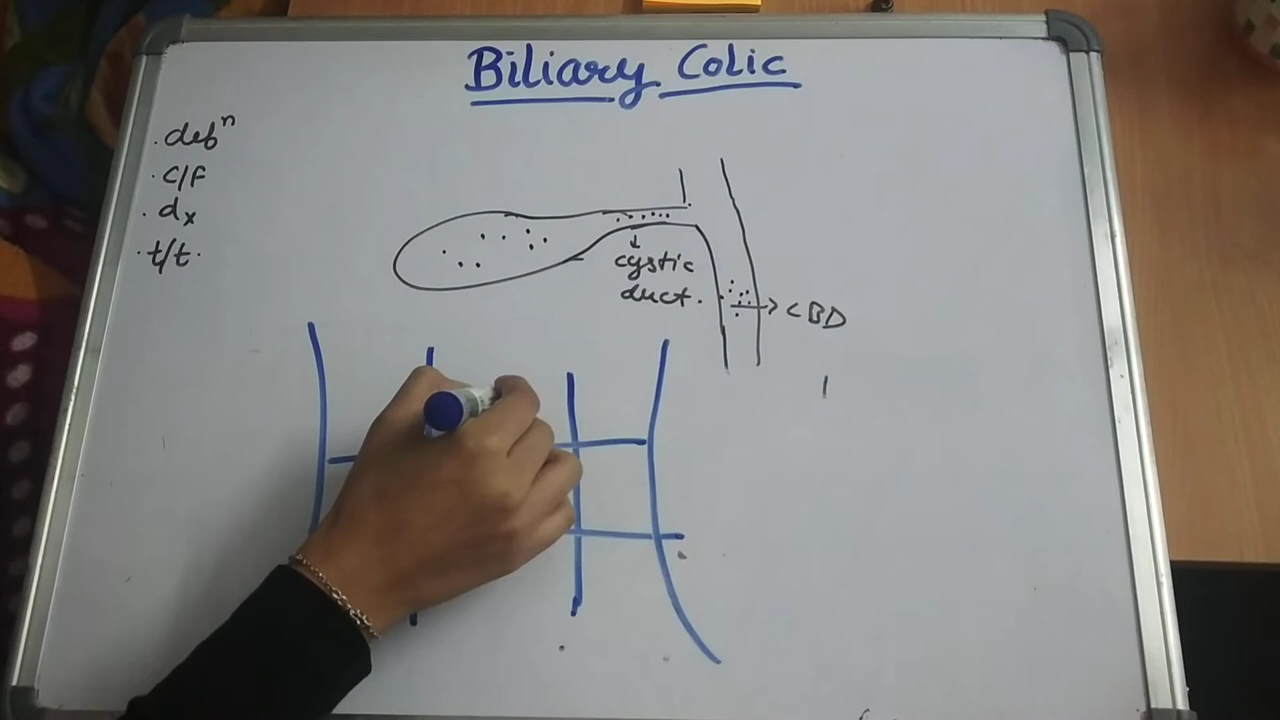 Biliary Colic
. defⁿ
. C/F
. dx
. t/t.
cystic
duct.
CBD